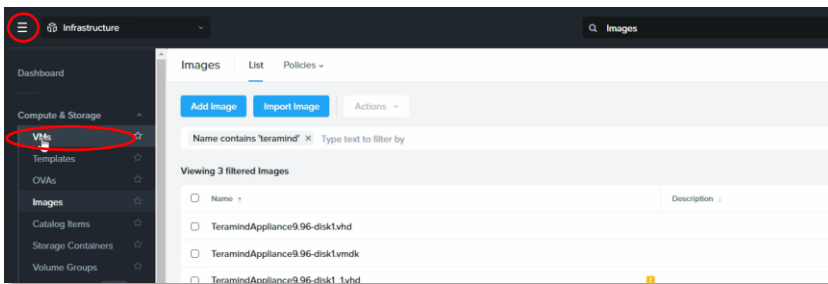 Infrastructure
Images
Dashboard
Compute & Storage
VMs
Templates
OVAs
Images
Catalog Items
Storage Containers
Volume Groups
Images List Policies
Add Image Import Image Actions
Name contains 'teramind' × Type text to filter by
Viewing 3 filtered Images
Name Description
TeramindAppliance9.96-disk1.vhd
TeramindAppliance9.96-disk1.vmdk
TeramindAppliance9.96-disk1_1.vhd